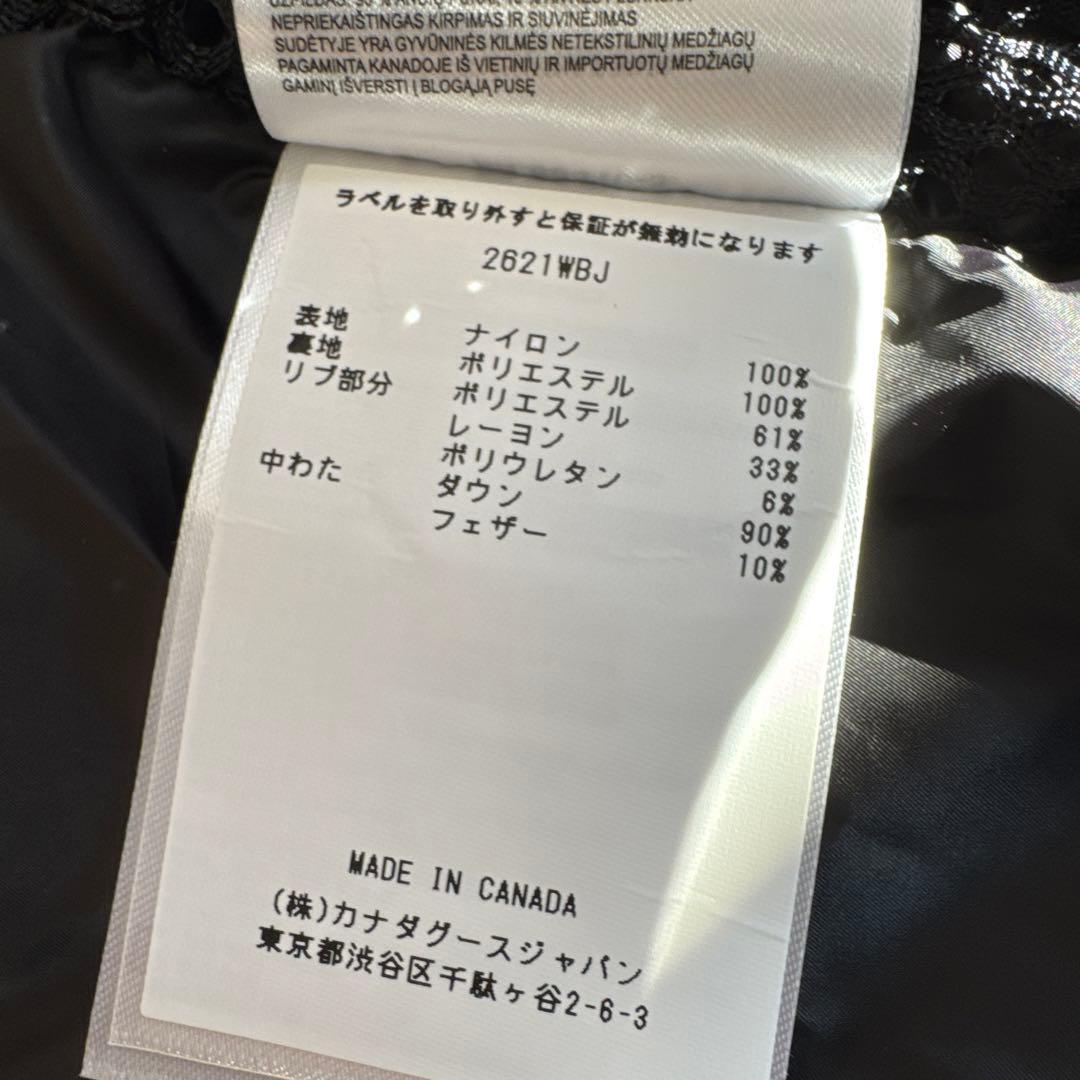 NEPRIEKAIŠTINGAS KIRPIMAS IR SIUVINĖJIMAS
SUDĖTYJE YRA GYVŪNINĖS KILMĖS NETEKSTILINIŲ MEDŽIAGŲ
PAGAMINTA KANADOJE IŠ VIETINIŲ IR IMPORTUOTŲ MEDŽIAGŲ
GAMINĮ IŠVERSTI Į BLOGĄJĄ PUSĘ
ラベルを取り外すと保証が無効になります
2621WBJ
表地 ナイロン 100%
裏地 ポリエステル 100%
リブ部分 ポリエステル 61%
レーヨン 33%
ポリウレタン 6%
中わた ダウン 90%
フェザー 10%
MADE IN CANADA
(株)カナダグースジャパン
東京都渋谷区千駄ヶ谷2-6-3